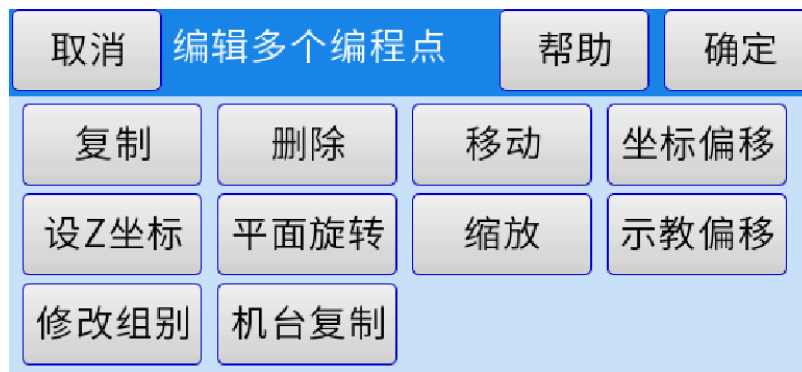 取消 编辑多个编程点 帮助 确定
复制 删除 移动 坐标偏移
设Z坐标 平面旋转 缩放 示教偏移
修改组别 机台复制